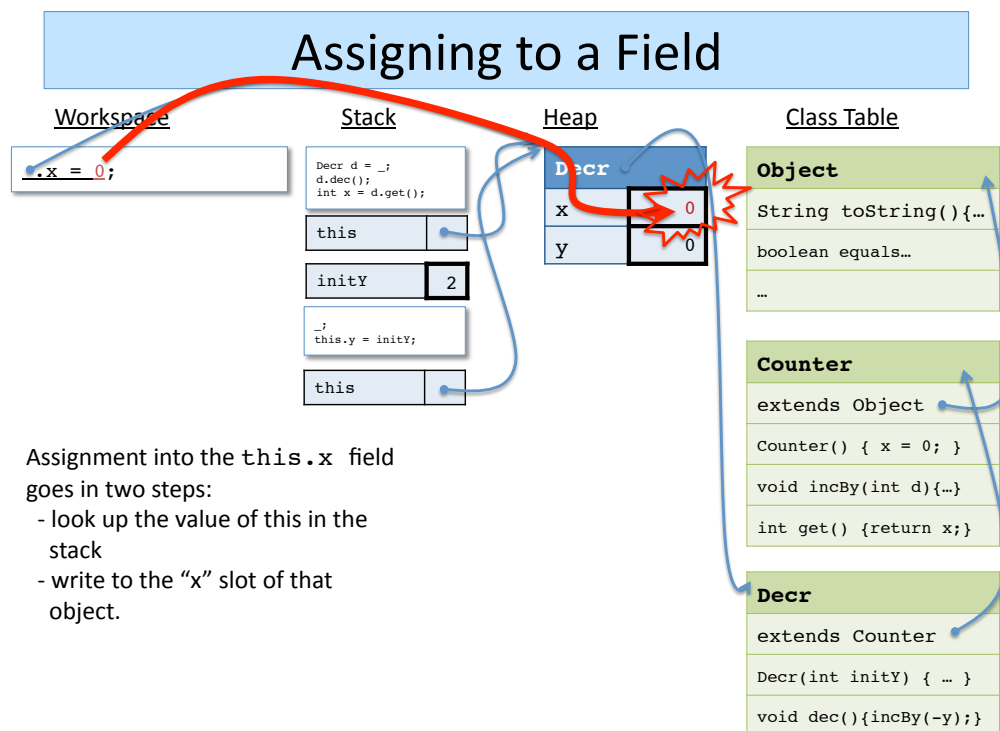 Assigning to a Field
Workspace
_.x = 0;
Stack
Decr d = _;
d.dec();
int x = d.get();
this
initY 2
_;
this.y = initY;
this
Heap
Decr
x 0
y 0
Class Table
Object
String toString(){…
boolean equals…
…
Counter
extends Object
Counter() { x = 0; }
void incBy(int d){…}
int get() {return x;}
Decr
extends Counter
Decr(int initY) { … }
void dec(){incBy(-y);}
Assignment into the this.x field
goes in two steps:
- look up the value of this in the
stack
- write to the “x” slot of that
object.